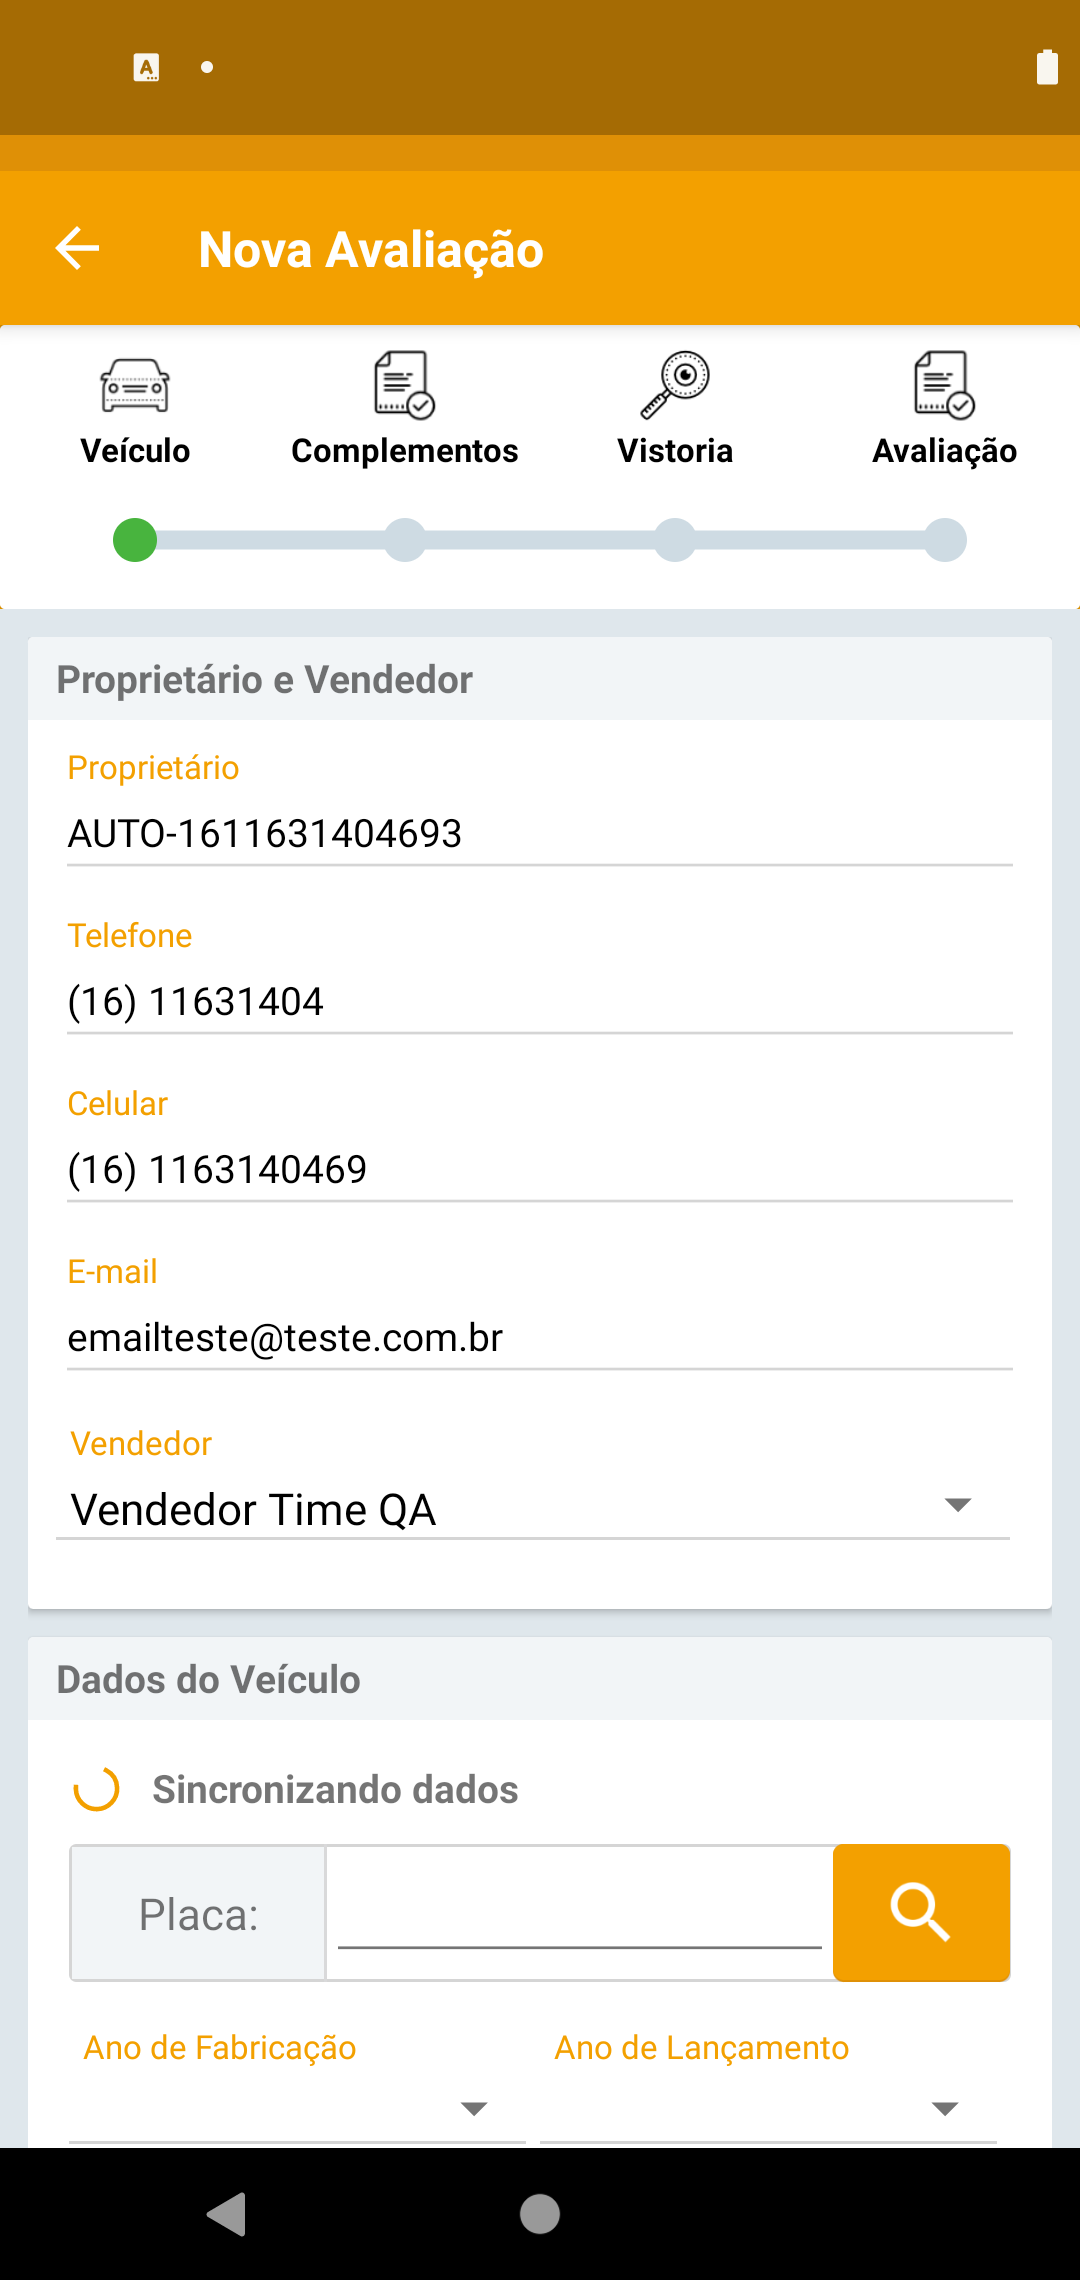 Nova Avaliação
Veículo Complementos Vistoria Avaliação
Proprietário e Vendedor
Proprietário
AUTO-1611631404693
Telefone
(16) 11631404
Celular
(16) 1163140469
E-mail
emailteste@teste.com.br
Vendedor
Vendedor Time QA
Dados do Veículo
Sincronizando dados
Placa:
Ano de Fabricação Ano de Lançamento